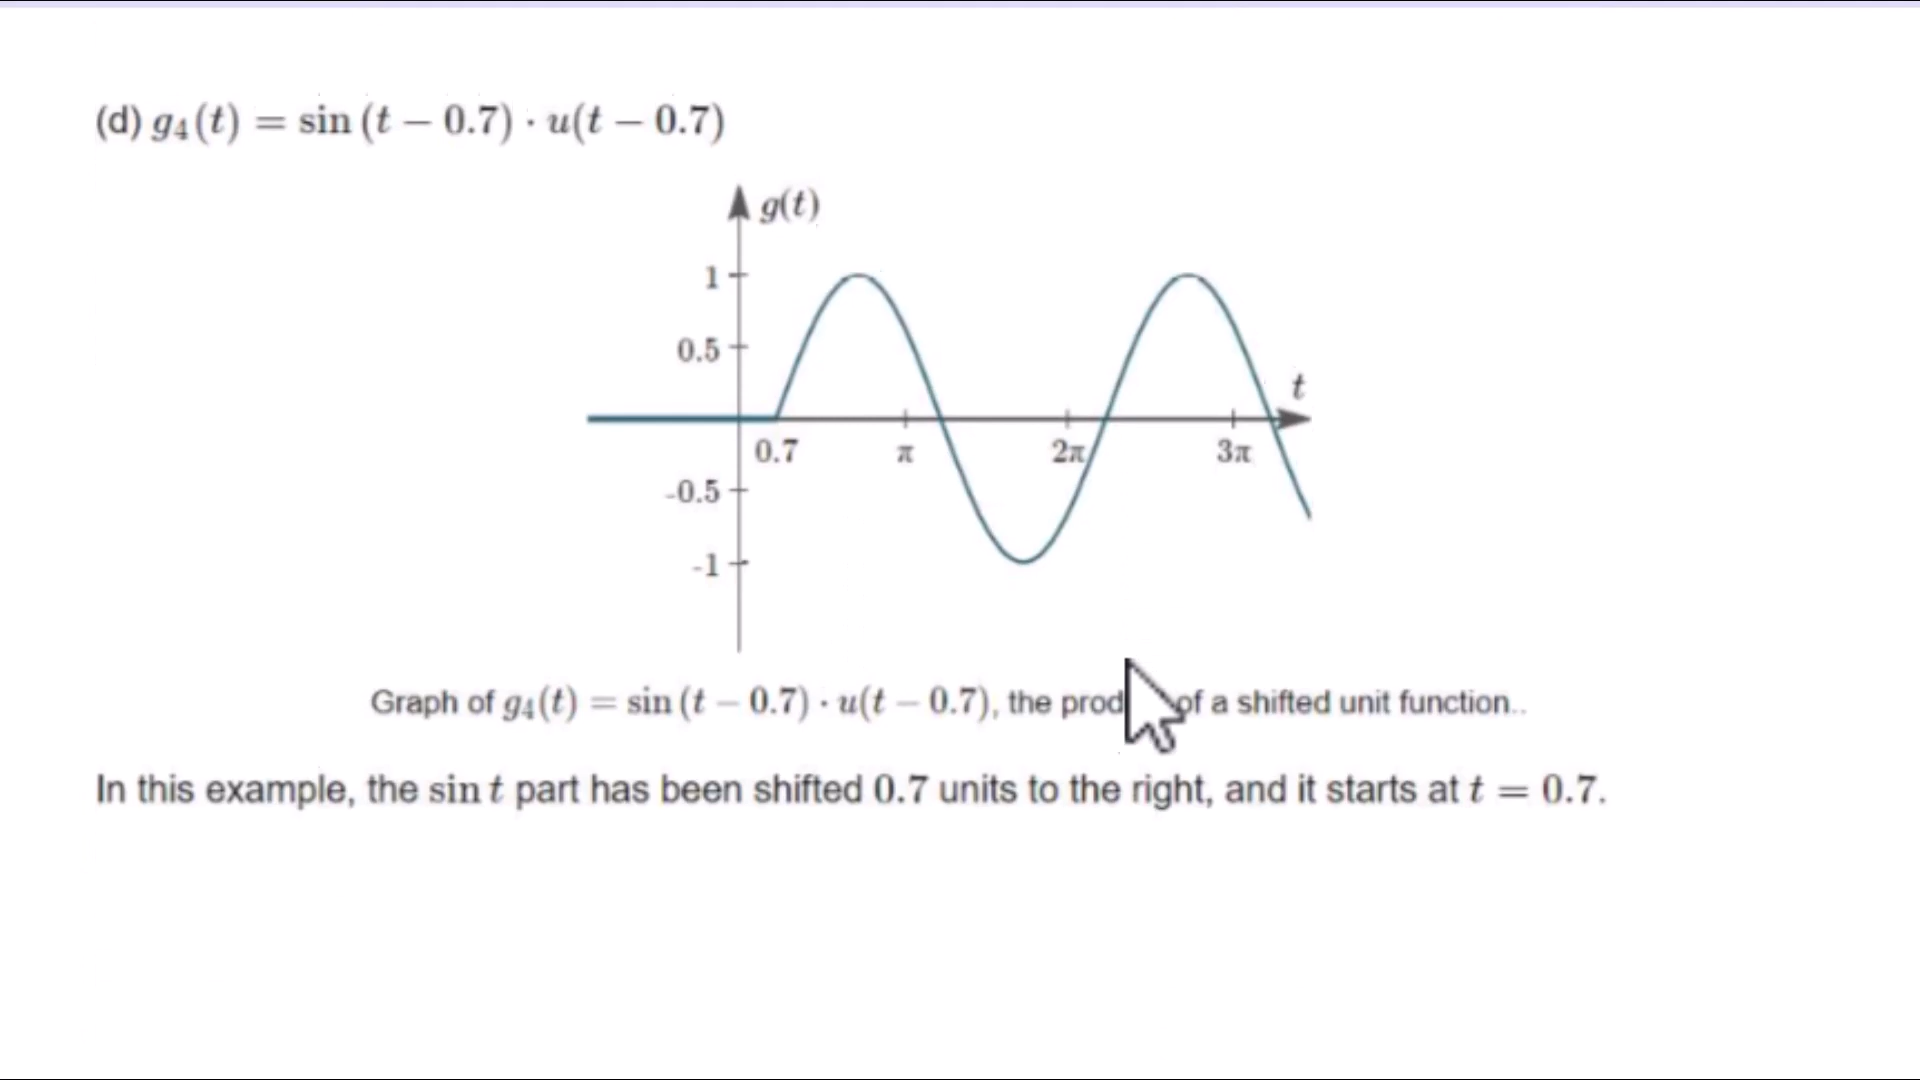 (d) g₄(t) = sin (t − 0.7) · u(t − 0.7)
g(t)
1
0.5
t
0.7 π 2π 3π
-0.5
-1
Graph of g₄(t) = sin (t − 0.7) · u(t − 0.7), the of a shifted unit function..
In this example, the sin t part has been shifted 0.7 units to the right, and it starts at t = 0.7.